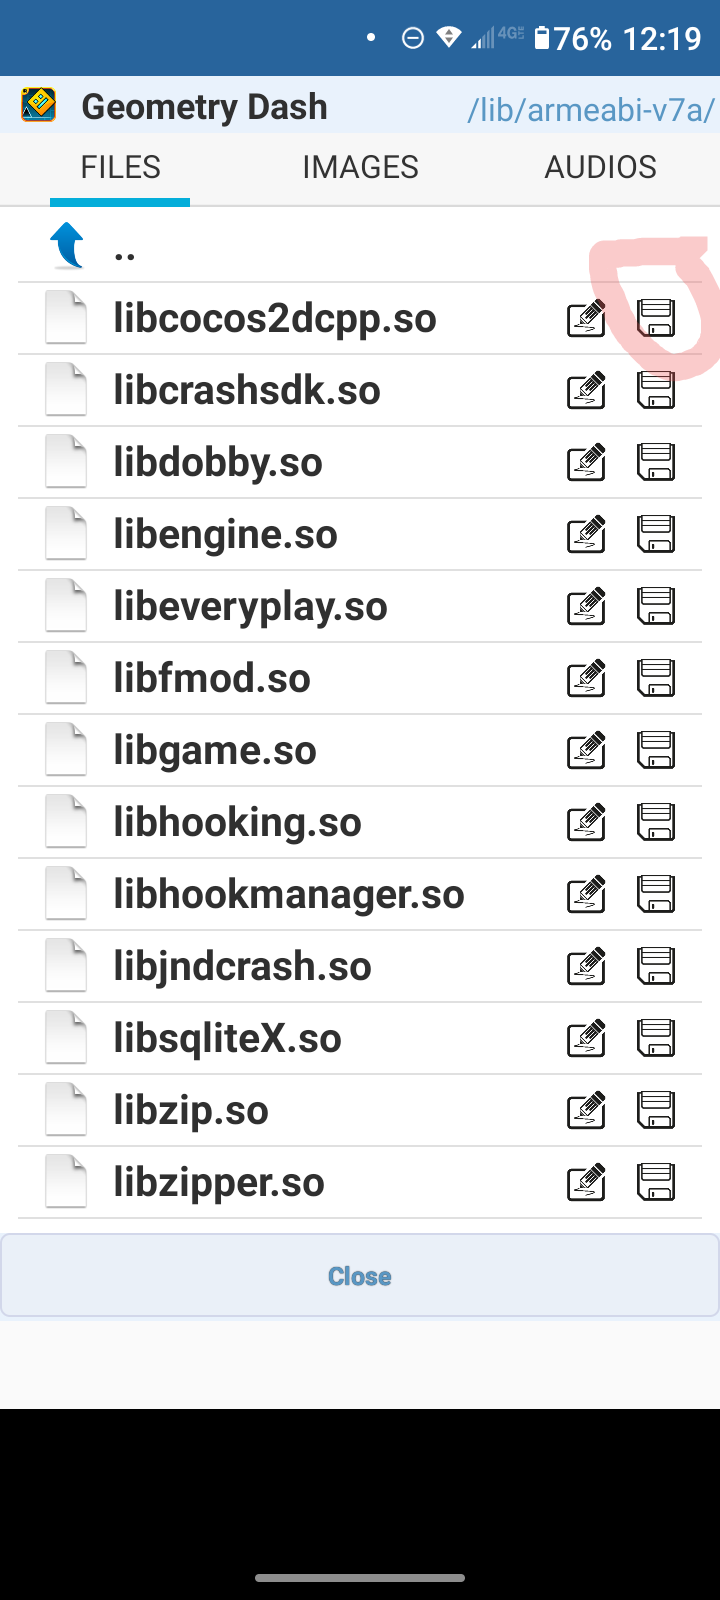 4G 76% 12:19
Geometry Dash /lib/armeabi-v7a/
FILES IMAGES AUDIOS
..
libcocos2dcpp.so
libcrashsdk.so
libdobby.so
libengine.so
libeveryplay.so
libfmod.so
libgame.so
libhooking.so
libhookmanager.so
libjndcrash.so
libsqliteX.so
libzip.so
libzipper.so
Close